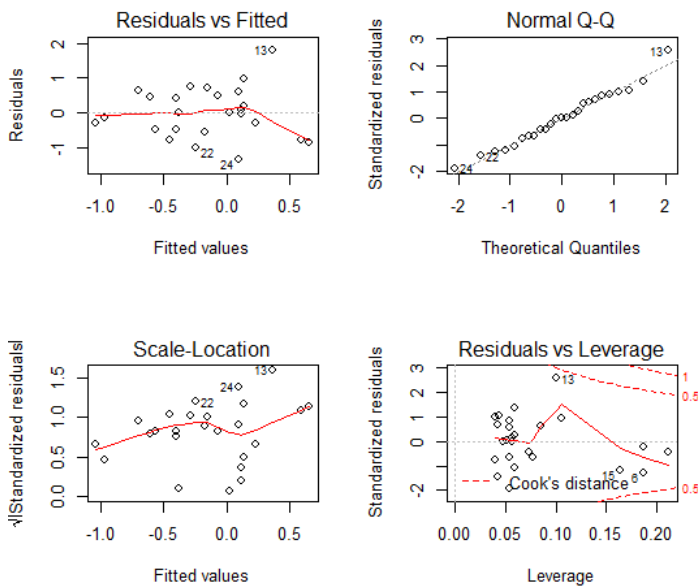 Residuals vs Fitted
Residuals
2
1
0
-1
13
22
24
-1.0 -0.5 0.0 0.5
Fitted values
Normal Q-Q
Standardized residuals
3
2
1
0
-2
13
22
24
-2 -1 0 1 2
Theoretical Quantiles
Scale-Location
√|Standardized residuals|
1.5
1.0
0.5
0.0
13
24
22
-1.0 -0.5 0.0 0.5
Fitted values
Residuals vs Leverage
Standardized residuals
3
2
1
0
-2
13
15
6
1
0.5
0.5
Cook's distance
0.00 0.05 0.10 0.15 0.20
Leverage